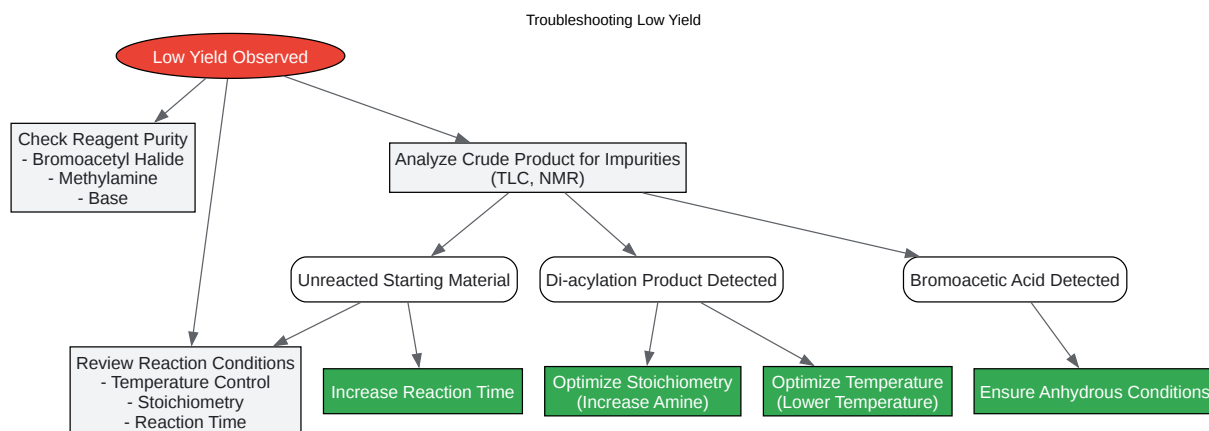 Troubleshooting Low Yield
Low Yield Observed
Check Reagent Purity
- Bromoacetyl Halide
- Methylamine
- Base
Analyze Crude Product for Impurities
(TLC, NMR)
Unreacted Starting Material
Di-acylation Product Detected
Bromoacetic Acid Detected
Review Reaction Conditions
- Temperature Control
- Stoichiometry
- Reaction Time
Increase Reaction Time
Optimize Stoichiometry
(Increase Amine)
Optimize Temperature
(Lower Temperature)
Ensure Anhydrous Conditions